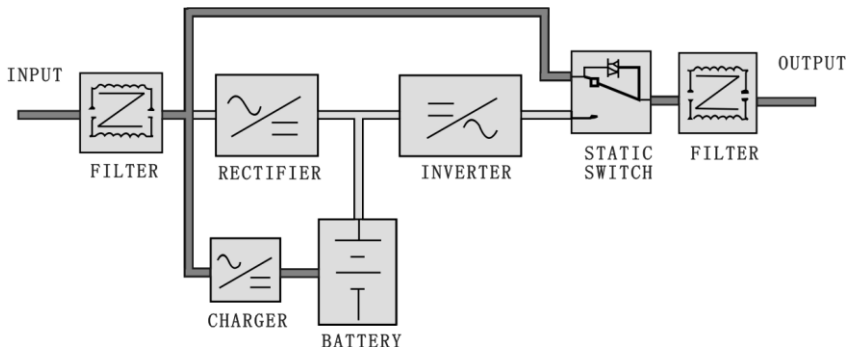 INPUT
OUTPUT
FILTER
RECTIFIER
INVERTER
STATIC
SWITCH
FILTER
CHARGER
BATTERY